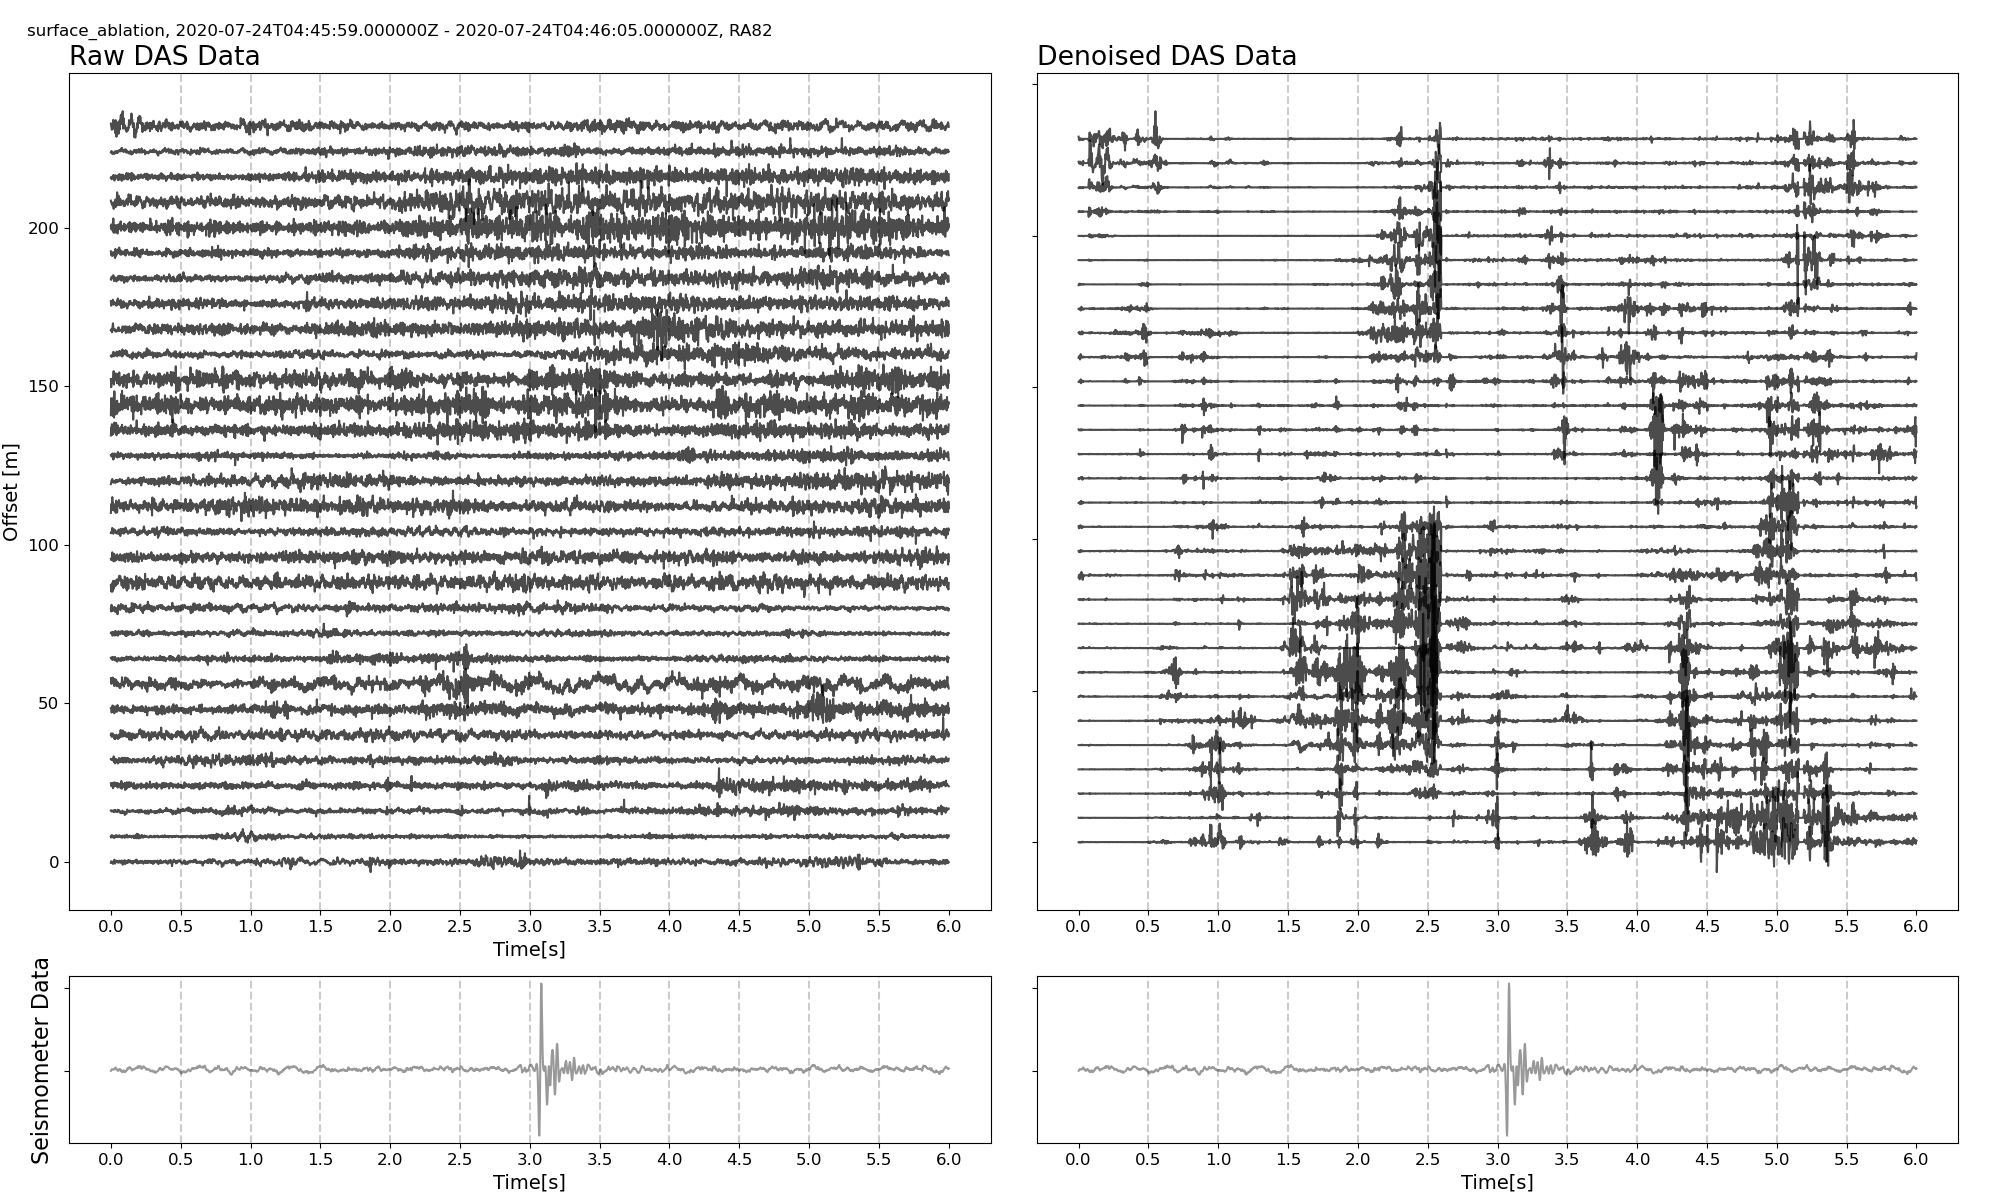 surface_ablation, 2020-07-24T04:45:59.000000Z - 2020-07-24T04:46:05.000000Z, RA82
Raw DAS Data
Denoised DAS Data
Offset [m]
200
150
100
50
0
0.0 0.5 1.0 1.5 2.0 2.5 3.0 3.5 4.0 4.5 5.0 5.5 6.0
Time[s]
0.0 0.5 1.0 1.5 2.0 2.5 3.0 3.5 4.0 4.5 5.0 5.5 6.0
Seismometer Data
0.0 0.5 1.0 1.5 2.0 2.5 3.0 3.5 4.0 4.5 5.0 5.5 6.0
Time[s]
0.0 0.5 1.0 1.5 2.0 2.5 3.0 3.5 4.0 4.5 5.0 5.5 6.0
Time[s]